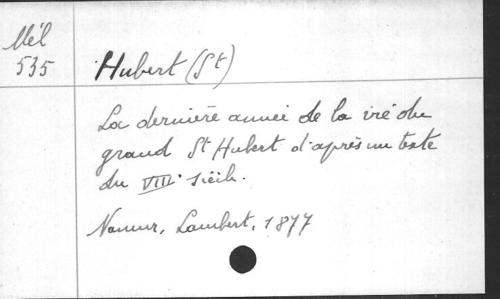 Mél
535
Hubert (St)
La dernière année de la vie du
grand St Hubert d'après un texte
du VIIIe siècle.
Namur, Lambert, 1877